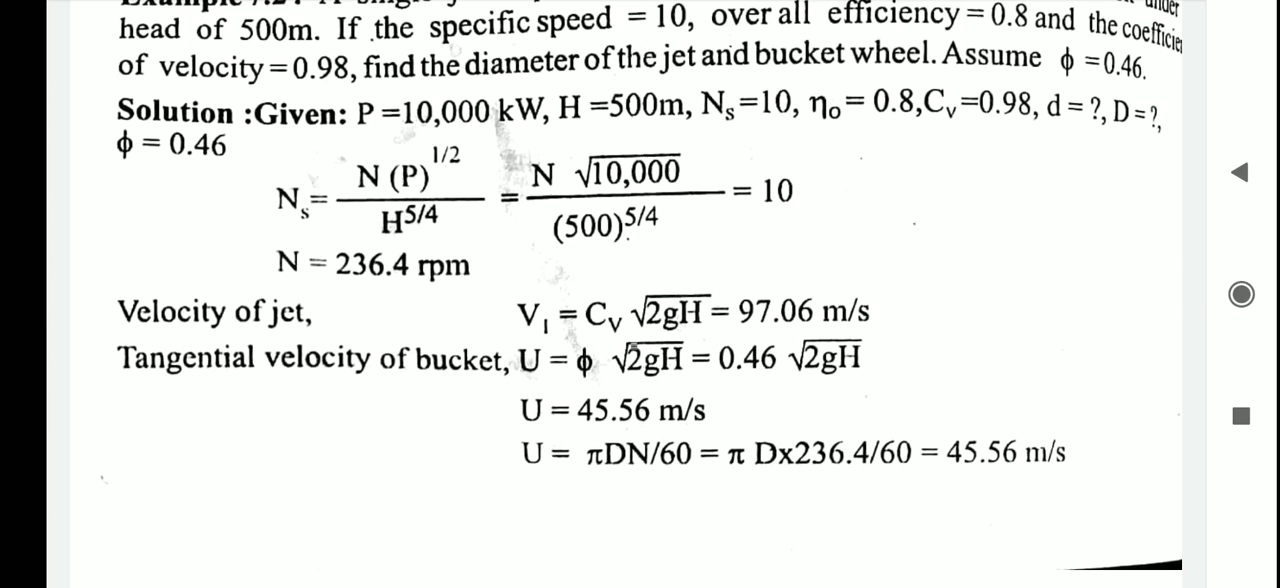 head of 500m. If the specific speed = 10, over all efficiency = 0.8 and the
of velocity = 0.98, find the diameter of the jet and bucket wheel. Assume ϕ = 0.46.
Solution :Given: P =10,000 kW, H =500m, Nₛ=10, ηₒ= 0.8,Cᵥ=0.98, d = ?, D = ?,
ϕ = 0.46
Nₛ = N (P)^1/2 / H^5/4 = N √10,000 / (500)^5/4 = 10
N = 236.4 rpm
Velocity of jet, V₁ = Cᵥ √2gH = 97.06 m/s
Tangential velocity of bucket, U = ϕ √2gH = 0.46 √2gH
U = 45.56 m/s
U = πDN/60 = π Dx236.4/60 = 45.56 m/s